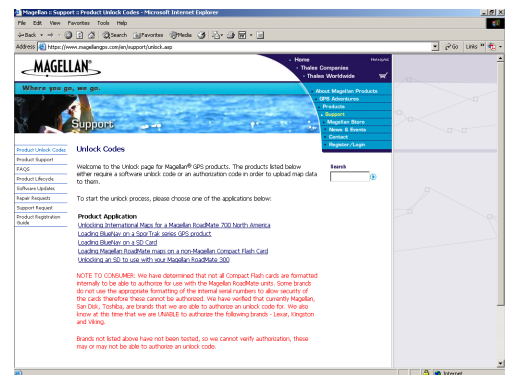 Magellan :: Support :: Product Unlock Codes - Microsoft Internet Explorer
File Edit View Favorites Tools Help
Back Search Favorites Media
Address https://www.magellangps.com/en/support/unlock.asp Go Links
MAGELLAN®
Home
Thales Companies
Thales Worldwide
Where you go, we go.
About Magellan Products
GPS Adventures
Products
Support
Magellan Store
News & Events
Contact
Register/Login
Support
Product Unlock Codes
Product Support
FAQS
Product Lifecycle
Software Updates
Repair Requests
Support Request
Product Registration
Guide
Unlock Codes
Welcome to the Unlock page for Magellan® GPS products. The products listed below
either require a software unlock code or an authorization code in order to upload map data
to them.
Search
To start the unlock process, please choose one of the applications below:
Product Application
Unlocking International Maps for a Magellan RoadMate 700 North America
Loading BlueNav on a SporTrak series GPS product
Loading BlueNav on a SD Card
Loading Magellan RoadMate maps on a non-Magellan Compact Flash Card
Unlocking an SD to use with your Magellan RoadMate 300
NOTE TO CONSUMER: We have determined that not all Compact Flash cards are formatted
internally to be able to authorize for use with the Magellan RoadMate units. Some brands
do not use the appropriate formatting of the internal serial numbers to allow security of
the cards therefore these cannot be authorized. We have verified that currently Magellan,
San Disk, Toshiba, are brands that we are able to authorize an unlock code for. We also
know at this time that we are UNABLE to authorize the following brands - Lexar, Kingston
and Viking.
Brands not listed above have not been tested, so we cannot verify authorization, these
may or may not be able to authorize an unlock code.
Internet